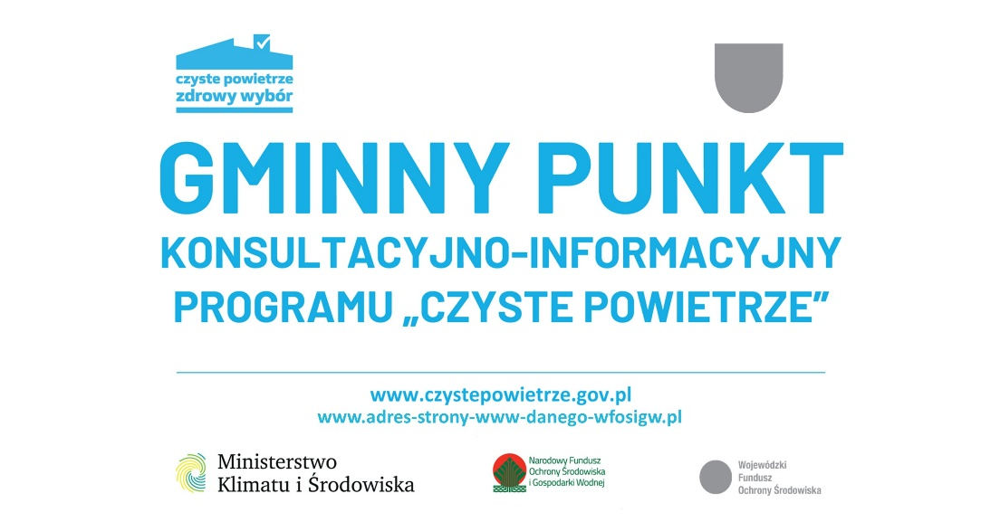 czyste powietrze
zdrowy wybór
GMINNY PUNKT
KONSULTACYJNO-INFORMACYJNY
PROGRAMU „CZYSTE POWIETRZE”
www.czystepowietrze.gov.pl
www.adres-strony-www-danego-wfosigw.pl
Ministerstwo
Klimatu i Środowiska
Narodowy Fundusz
Ochrony Środowiska
i Gospodarki Wodnej
Wojewódzki
Fundusz
Ochrony Środowiska